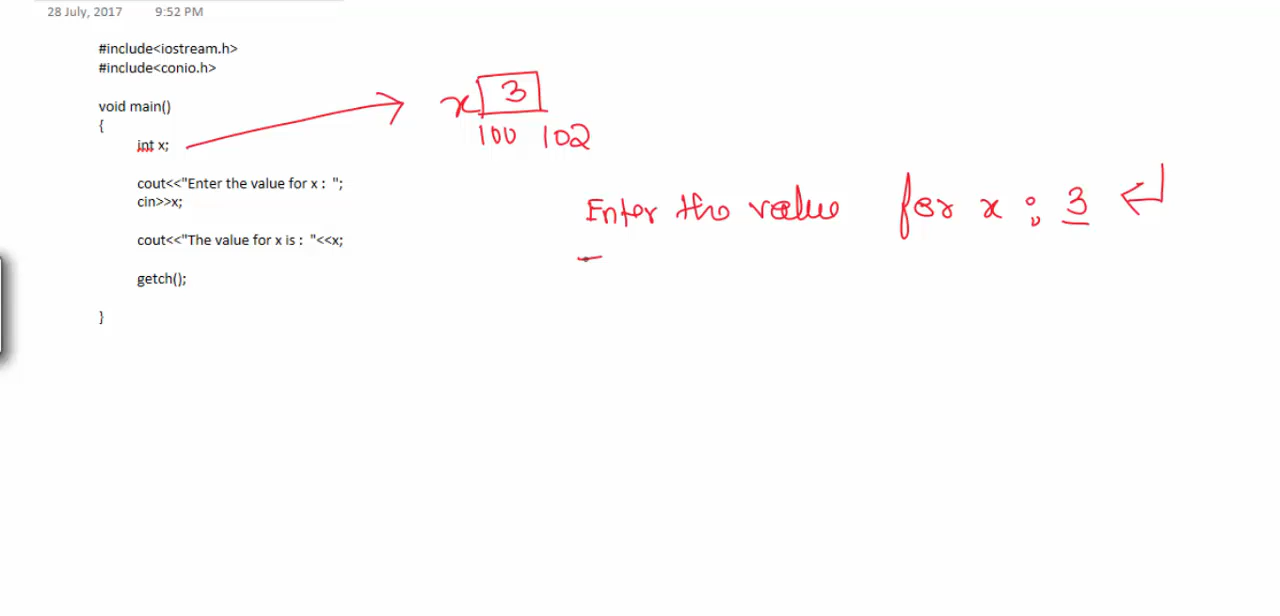 28 July, 2017 9:52 PM
#include<iostream.h>
#include<conio.h>
void main()
{
int x;
cout<<"Enter the value for x : ";
cin>>x;
cout<<"The value for x is : "<<x;
getch();
}
x 3
100 102
Enter the value for x : 3